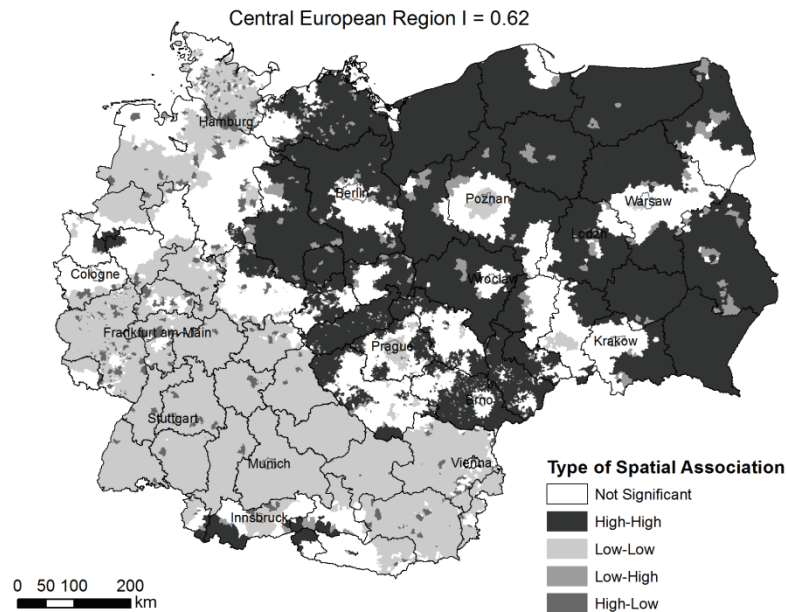 Central European Region I = 0.62
Hamburg
Berlin
Poznan
Warsaw
Lodzn
Cologne
Wroclaw
Frankfurt am Main
Prague
Krakow
Brno
Stuttgart
Munich
Vienna
Innsbruck
Type of Spatial Association
Not Significant
High-High
Low-Low
Low-High
High-Low
0 50 100 200
km